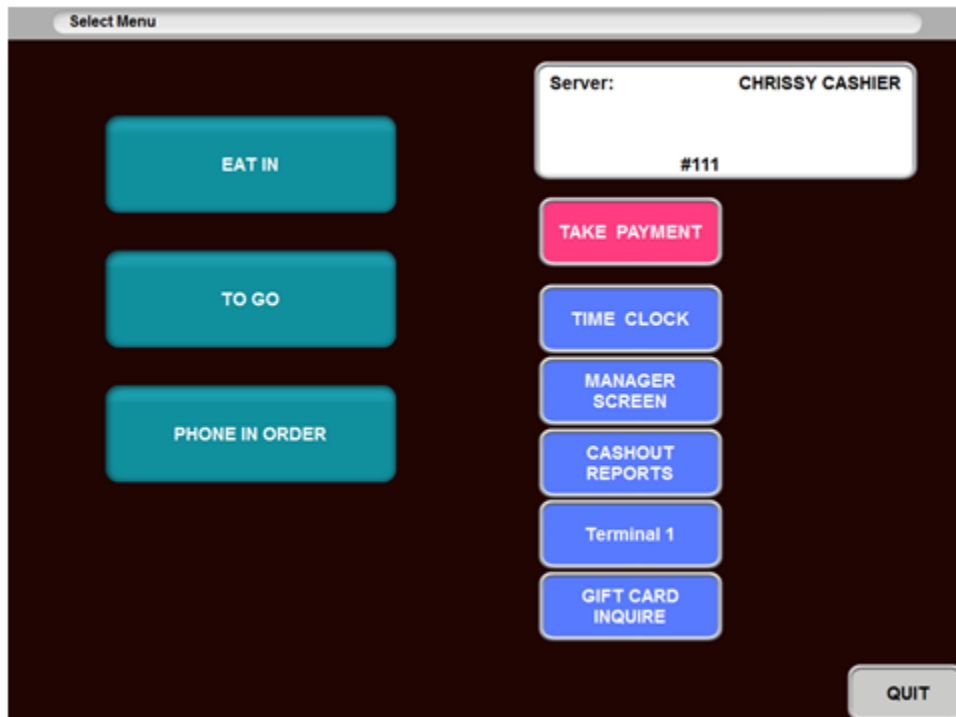 Select Menu
Server: CHRISSY CASHIER
#111
EAT IN
TO GO
PHONE IN ORDER
TAKE PAYMENT
TIME CLOCK
MANAGER
SCREEN
CASHOUT
REPORTS
Terminal 1
GIFT CARD
INQUIRE
QUIT